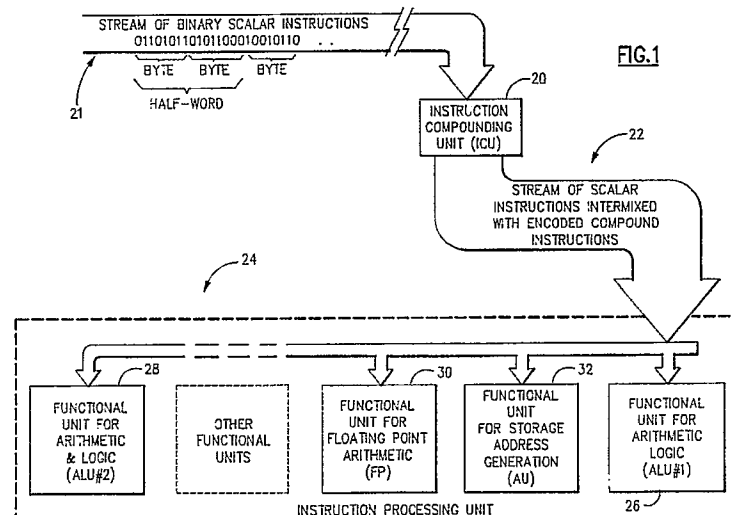 STREAM OF BINARY SCALAR INSTRUCTIONS
011010110101100010010110 . .
BYTE BYTE BYTE
HALF-WORD
21
FIG.1
20
INSTRUCTION
COMPOUNDING
UNIT (ICU)
22
STREAM OF SCALAR
INSTRUCTIONS INTERMIXED
WITH ENCODED COMPOUND
INSTRUCTIONS
24
28
FUNCTIONAL
UNIT FOR
ARITHMETIC
& LOGIC
(ALU#2)
OTHER
FUNCTIONAL
UNITS
30
FUNCTIONAL
UNIT FOR
FLOATING POINT
ARITHMETIC
(FP)
32
FUNCTIONAL
UNIT
FOR STORAGE
ADDRESS
GENERATION
(AU)
FUNCTIONAL
UNIT FOR
ARITHMETIC
LOGIC
(ALU#1)
26
INSTRUCTION PROCESSING UNIT